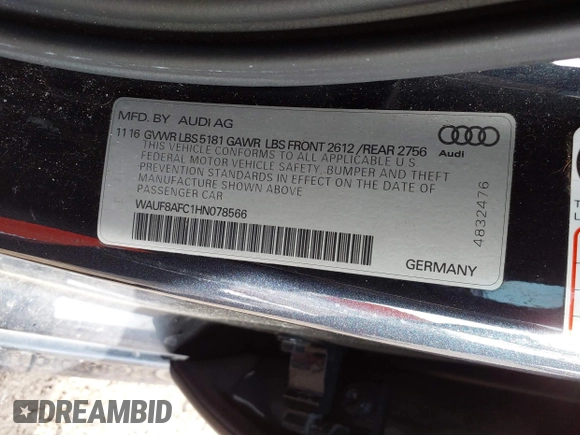 MFD. BY AUDI AG
11 16 GVWR LBS 5181 GAWR LBS FRONT 2612 /REAR 2756
THIS VEHICLE CONFORMS TO ALL APPLICABLE U S
FEDERAL MOTOR VEHICLE SAFETY, BUMPER AND THEFT
PREVENTION STANDARDS IN EFFECT ON THE DATE OF
MANUFACTURE SHOWN ABOVE
PASSENGER CAR
WAUF8AFC1HN078566
GERMANY
Audi
4832476
DREAMBID